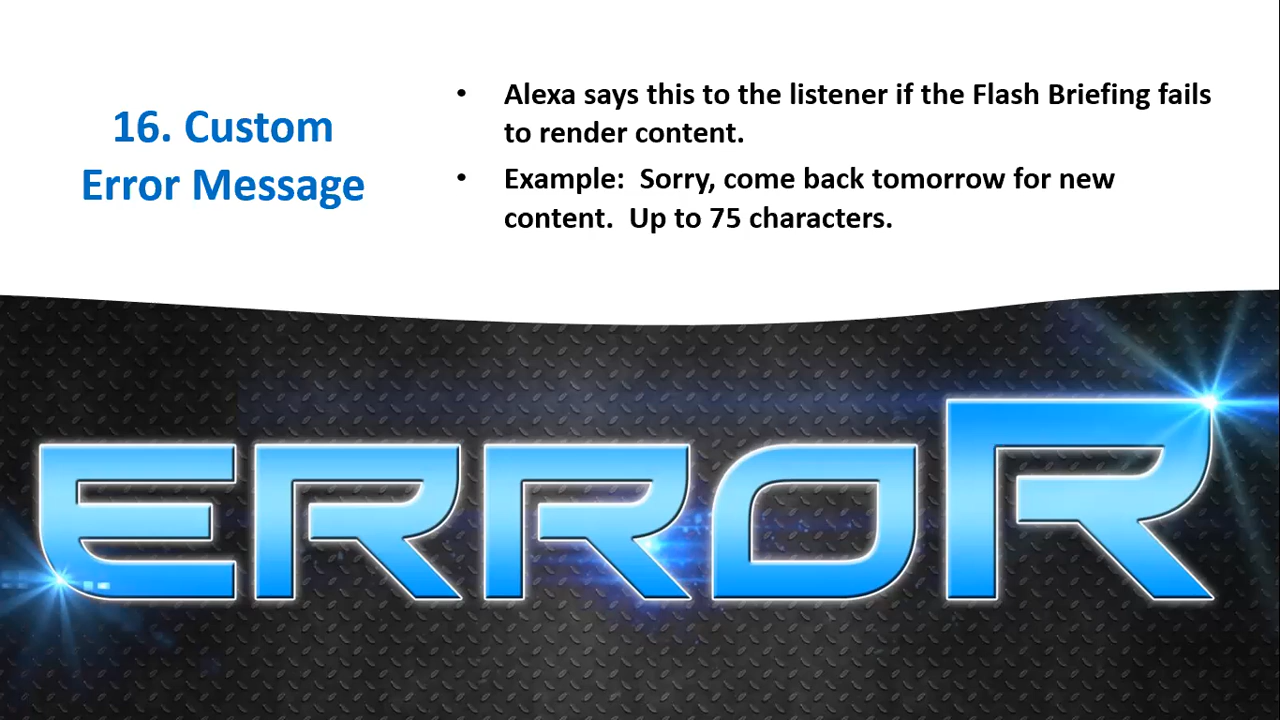 16. Custom
Error Message
• Alexa says this to the listener if the Flash Briefing fails
to render content.
• Example:  Sorry, come back tomorrow for new
content.  Up to 75 characters.
ERROR